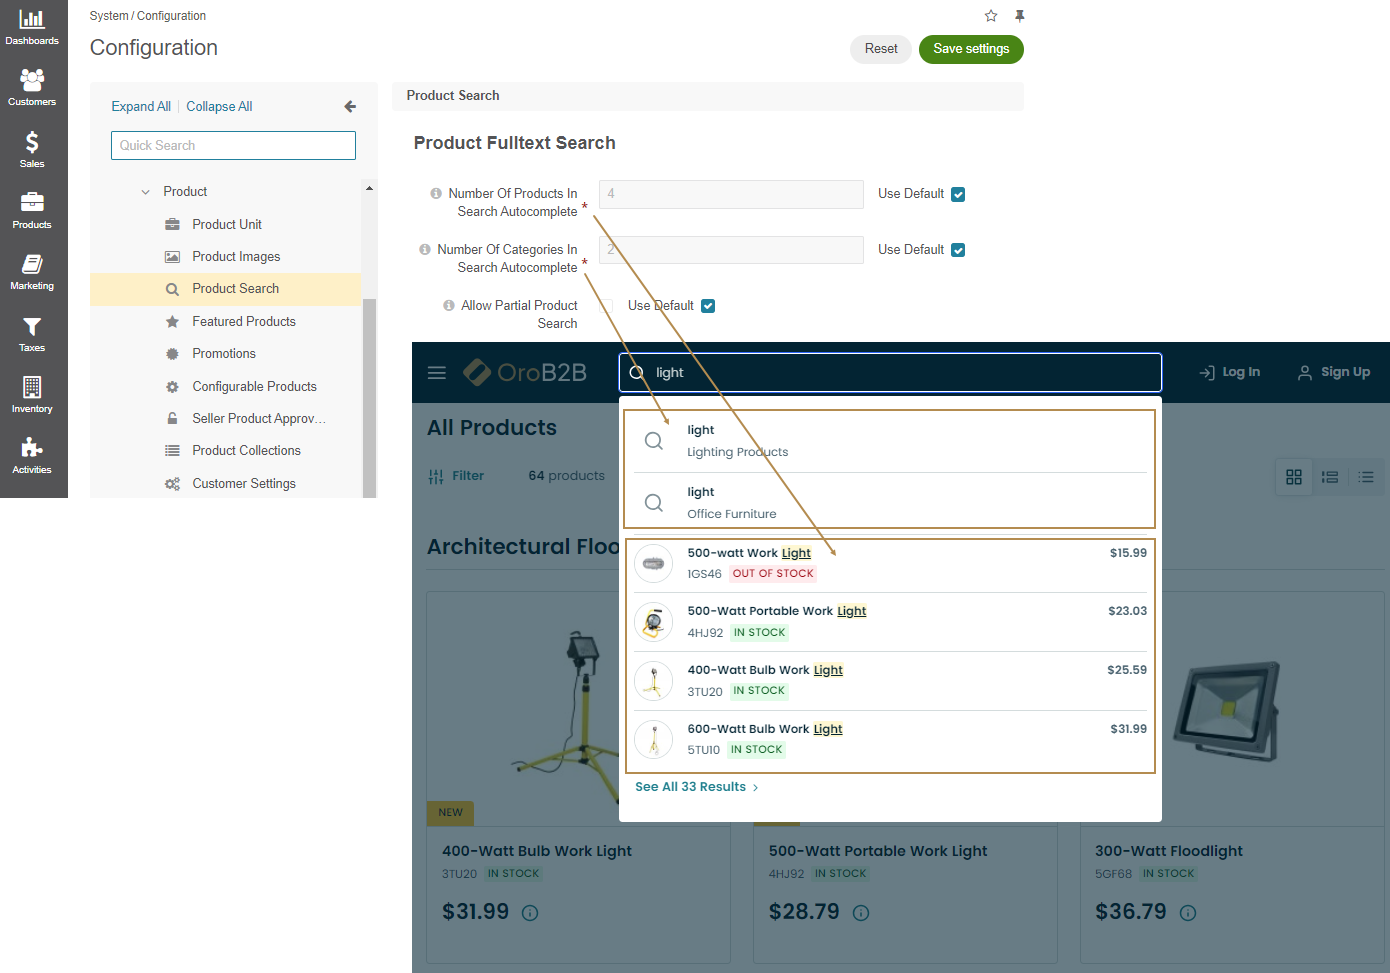 Dashboards
Customers
Sales
Products
Marketing
Taxes
Inventory
Activities
System / Configuration
Configuration
Reset
Save settings
Expand All
Collapse All
Quick Search
Product
Product Unit
Product Images
Product Search
Featured Products
Promotions
Configurable Products
Seller Product Approv...
Product Collections
Customer Settings
Product Search
Product Fulltext Search
Number Of Products In
Search Autocomplete *
4
Use Default
Number Of Categories In
Search Autocomplete *
2
Use Default
Allow Partial Product
Search
Use Default
OroB2B
light
Log In
Sign Up
All Products
Filter
64 products
light
Lighting Products
light
Office Furniture
Architectural Floo
500-watt Work Light
$15.99
1GS46 OUT OF STOCK
500-Watt Portable Work Light
$23.03
4HJ92 IN STOCK
400-Watt Bulb Work Light
$25.59
3TU20 IN STOCK
600-Watt Bulb Work Light
$31.99
5TU10 IN STOCK
See All 33 Results
NEW
400-Watt Bulb Work Light
3TU20 IN STOCK
$31.99
500-Watt Portable Work Light
4HJ92 IN STOCK
$28.79
300-Watt Floodlight
5GF68 IN STOCK
$36.79